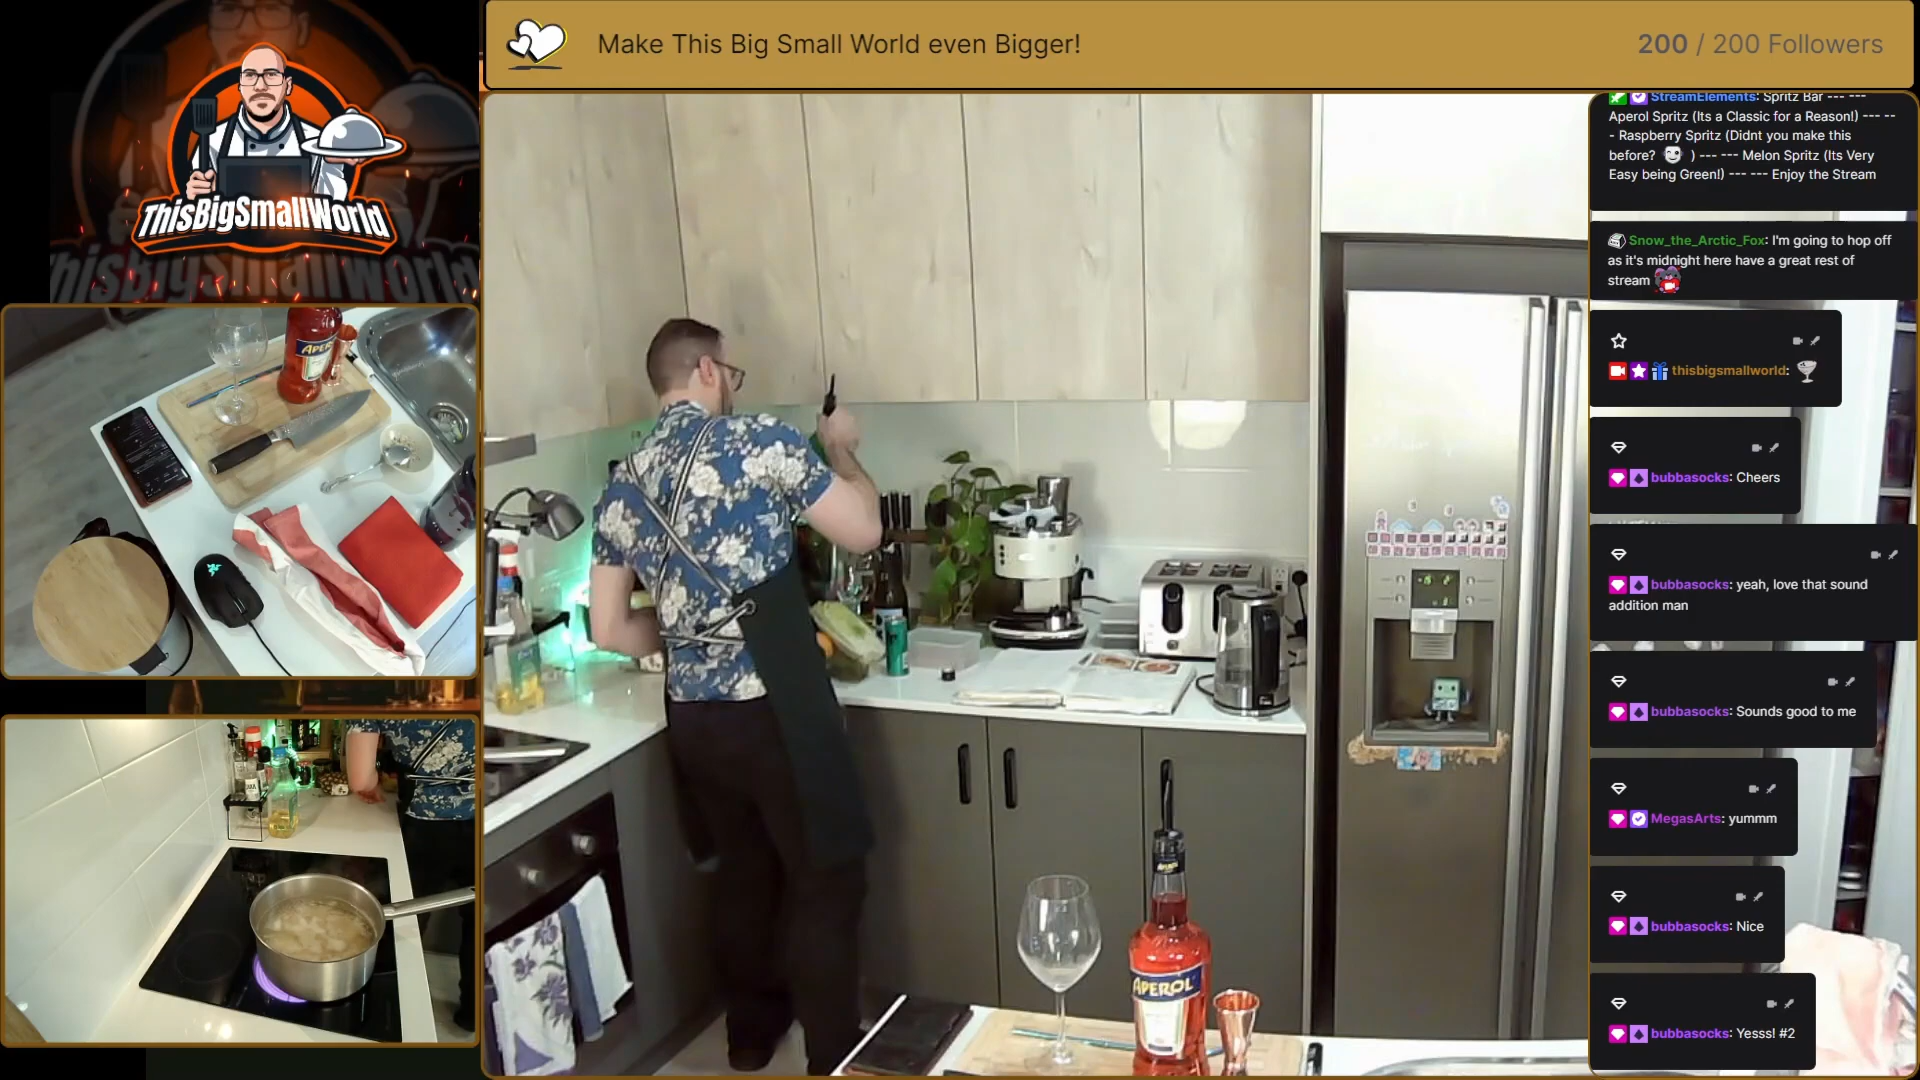 ThisBigSmallWorld
Make This Big Small World even Bigger!
200 / 200 Followers
StreamElements: Spritz Bar --- ---
Aperol Spritz (Its a Classic for a Reason!) --- --
- Raspberry Spritz (Didnt you make this
before? ) --- --- Melon Spritz (Its Very
Easy being Green!) --- --- Enjoy the Stream
Snow_the_Arctic_Fox: I'm going to hop off
as it's midnight here have a great rest of
stream
thisbigsmallworld:
bubbasocks: Cheers
bubbasocks: yeah, love that sound
addition man
bubbasocks: Sounds good to me
MegasArts: yummm
bubbasocks: Nice
bubbasocks: Yesss! #2
APEROL